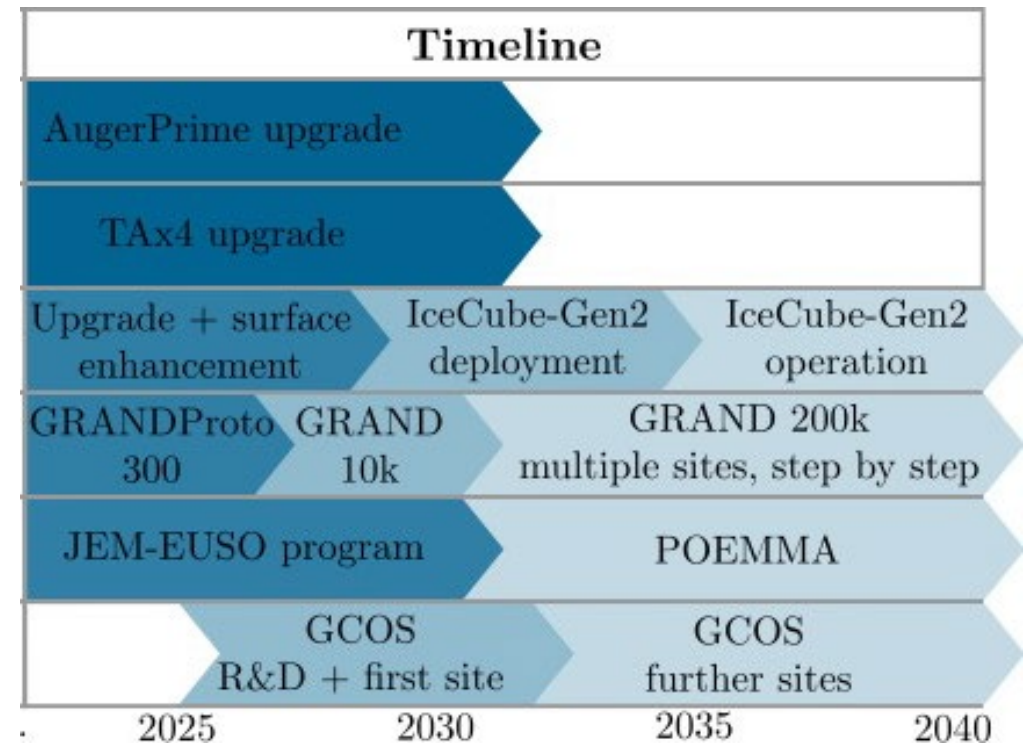 Timeline
AugerPrime upgrade
TAx4 upgrade
Upgrade + surface
enhancement
IceCube-Gen2
deployment
IceCube-Gen2
operation
GRANDProto
300
GRAND
10k
GRAND 200k
multiple sites, step by step
JEM-EUSO program
POEMMA
GCOS
R&D + first site
GCOS
further sites
2025 2030 2035 2040